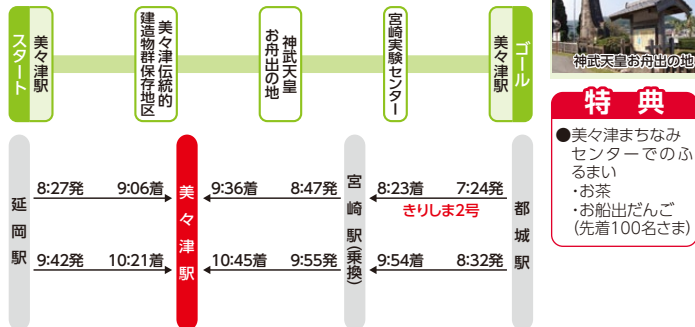 スタート
美々津駅
美々津伝統的
建造物群保存地区
神武天皇
お舟出の地
宮崎実験センター
美々津駅
ゴール
神武天皇お舟出の地
特典
●美々津まちなみ
センターでのふ
るまい
・お茶
・お船出だんご
(先着100名さま)
延岡駅
8:27発 9:06着
9:42発 10:21着
美々津駅
9:36着 8:47発
10:45着 9:55発
宮崎駅(乗換)
8:23着 7:24発
きりしま2号
9:54着 8:32発
都城駅